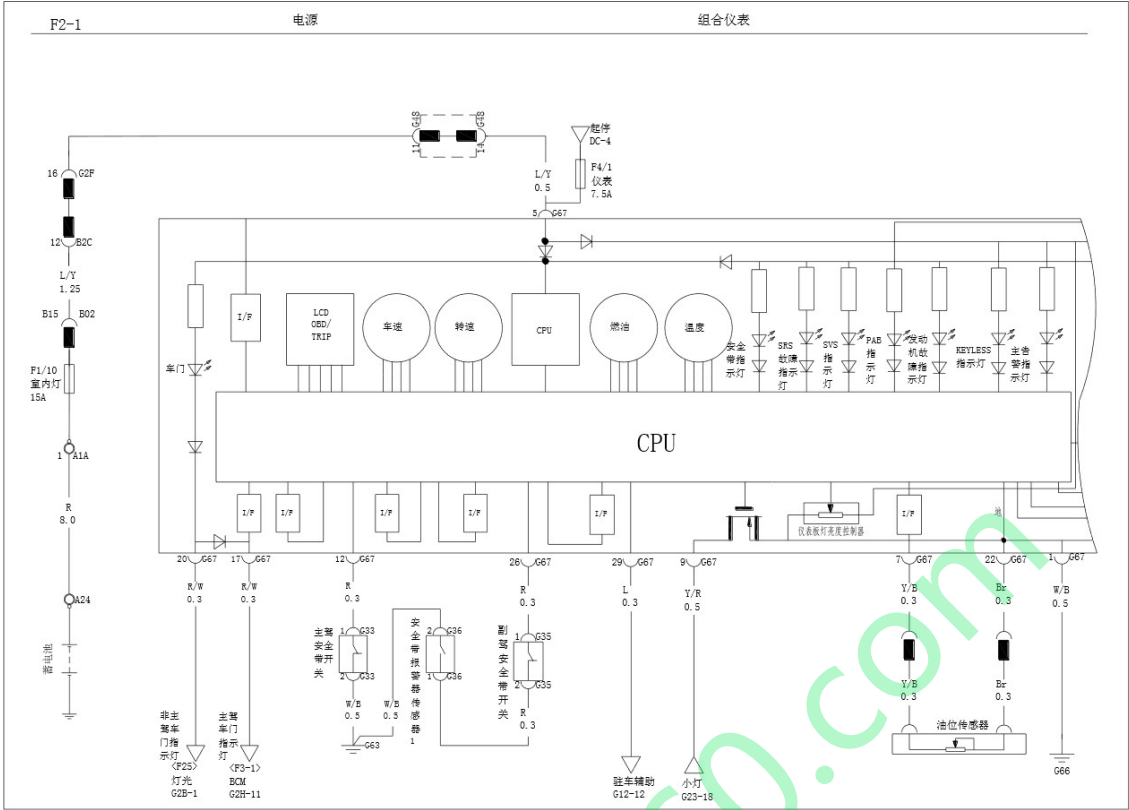 F2-1
电源
组合仪表
G4S
G4S
11
14
起停
DC-4
16
G2F
F4/1
仪表
7.5A
L/Y
0.5
5
G67
12
B2C
L/Y
1.25
B15
B02
F1/10
室内灯
15A
1
A1A
R
8.0
A24
蓄电池
I/F
LCD
OBD/
TRIP
车速
转速
CPU
燃油
温度
车门
安全
带指
示灯
SRS
故障
指示
灯
SVS
指
示
灯
PAB
指
示
灯
发动
机故
障指
示灯
KEYLESS
指示灯
主告
警指
示灯
CPU
I/F
I/F
I/F
I/F
I/F
仪表板灯亮度控制器
I/F
地
20
G67
17
G67
12
G67
26
G67
29
G67
9
G67
7
G67
22
G67
1
G67
R/W
0.3
R/W
0.3
R
0.3
R
0.3
L
0.3
Y/R
0.5
Y/B
0.3
Br
0.3
W/B
0.5
主驾
安全
带开
关
1
G33
2
G33
安
全
带
报
警
器
传
感
器
1
2
G36
1
G36
副
驾
安
全
带
开
关
1
G35
2
G35
W/B
0.5
W/B
0.5
R
0.3
G63
Y/B
0.3
Br
0.3
油位传感器
G66
非主
驾车
门指
示灯
<F25>
灯光
G2B-1
主驾
车门
指示
灯
<F3-1>
BCM
G2H-11
驻车辅助
G12-12
小灯
G23-18